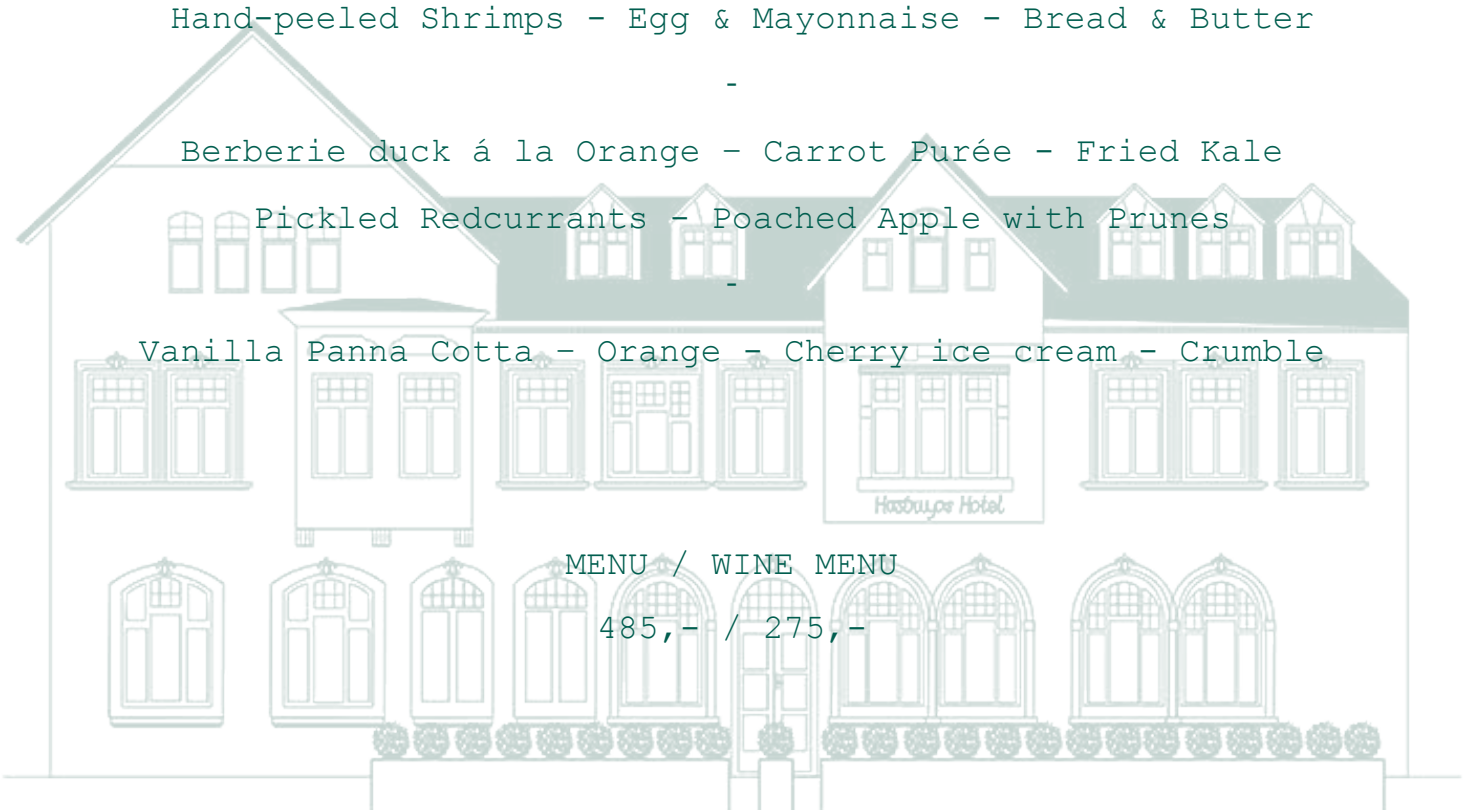 Hand-peeled Shrimps - Egg & Mayonnaise - Bread & Butter
-
Berberie duck á la Orange – Carrot Purée - Fried Kale
Pickled Redcurrants - Poached Apple with Prunes
-
Vanilla Panna Cotta – Orange - Cherry ice cream - Crumble
Hastrups Hotel
MENU / WINE MENU
485,- / 275,-